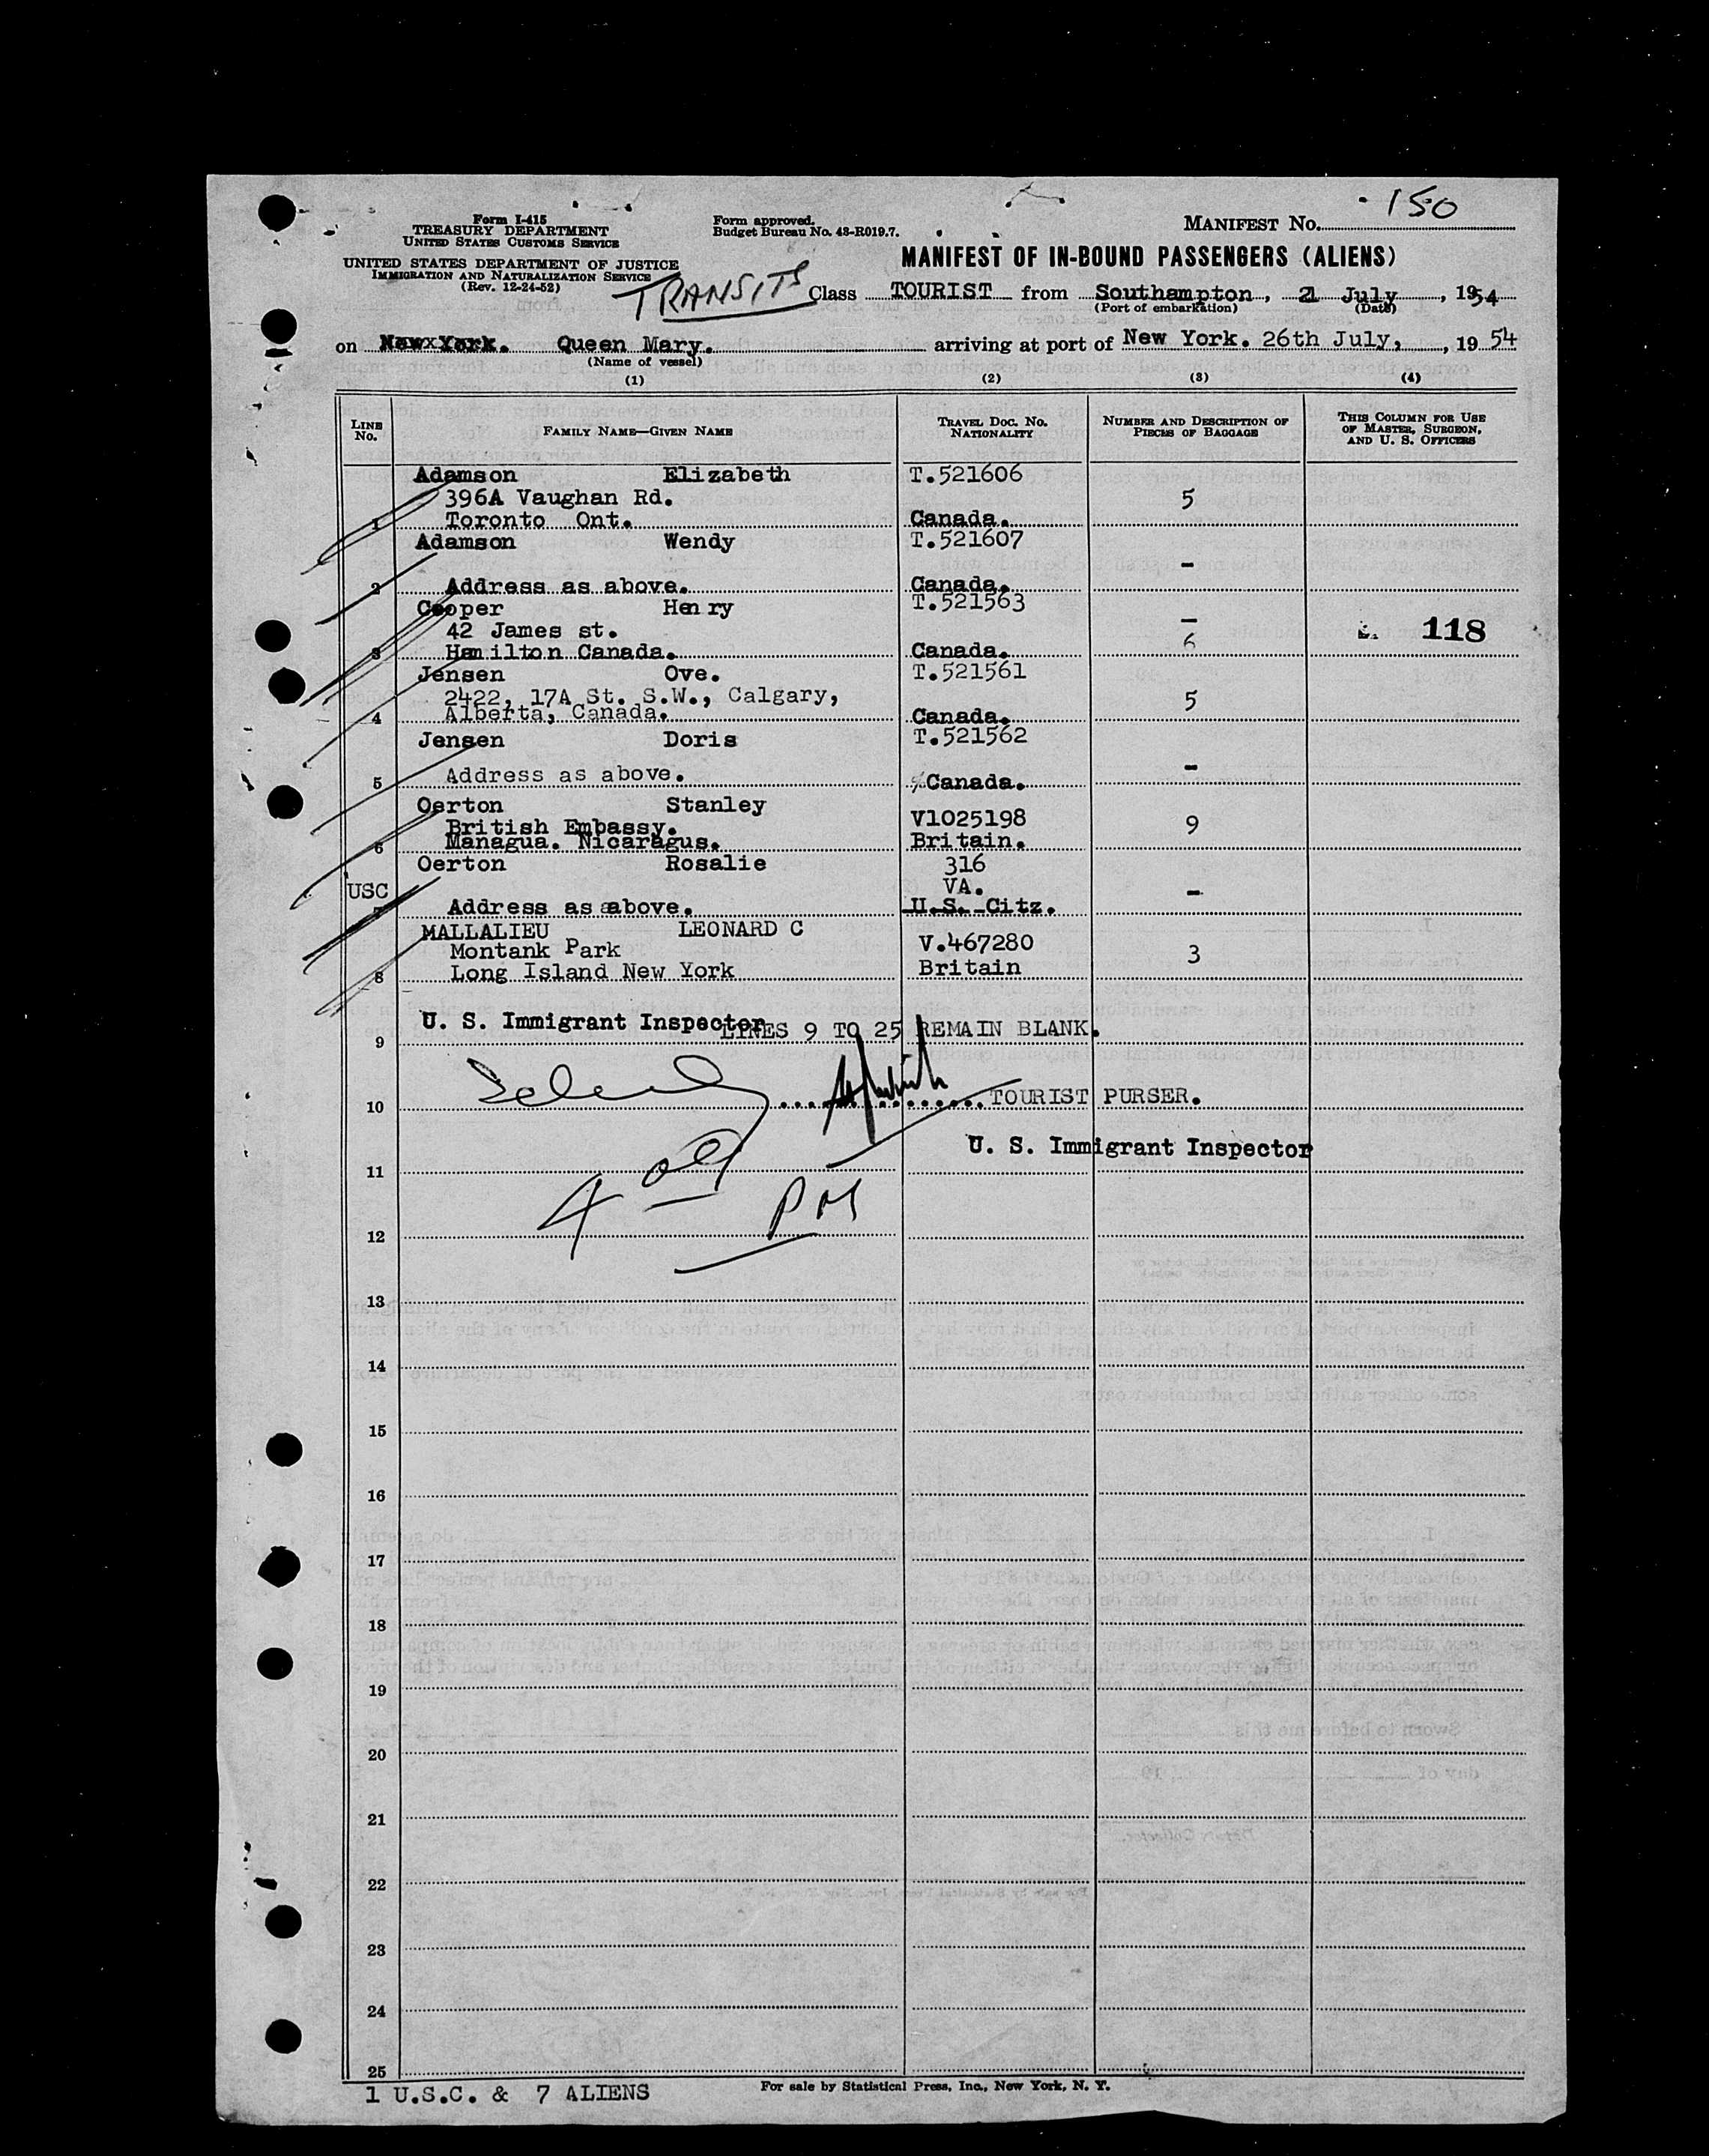 150
Form I-415
TREASURY DEPARTMENT
UNITED STATES CUSTOMS SERVICE
UNITED STATES DEPARTMENT OF JUSTICE
IMMIGRATION AND NATURALIZATION SERVICE
(Rev. 12-24-52)
Form approved.
Budget Bureau No. 43-R019.7.
MANIFEST No.
MANIFEST OF IN-BOUND PASSENGERS (ALIENS)
TRANSITS Class TOURIST from Southampton, 21 July, 1954
(Port of embarkation) (Date)
on New York. Queen Mary. arriving at port of New York. 26th July, 1954
(Name of vessel)
(1) (2) (3) (4)
LINE No. FAMILY NAME—GIVEN NAME TRAVEL DOC. NO. NATIONALITY NUMBER AND DESCRIPTION OF PIECES OF BAGGAGE THIS COLUMN FOR USE OF MASTER, SURGEON, AND U. S. OFFICERS
Adamson Elizabeth T.521606
396A Vaughan Rd. 5
1 Toronto Ont. Canada.
Adamson Wendy T.521607
-
2 Address as above. Canada.
Cooper Henry T.521563
42 James st. - 118
3 Hamilton Canada. Canada. 6
Jensen Ove. T.521561
2422, 17A St. S.W., Calgary, 5
4 Alberta, Canada. Canada.
Jensen Doris T.521562
5 Address as above. Canada. -
Oerton Stanley V1025198
British Embassy. 9
6 Managua. Nicaragus. Britain.
Oerton Rosalie 316
USC VA. -
7 Address as above. U.S. Citz.
MALLALIEU LEONARD C V.467280
Montank Park 3
8 Long Island New York Britain
U. S. Immigrant Inspector LINES 9 TO 25 REMAIN BLANK.
9
10 TOURIST PURSER.
U. S. Immigrant Inspector
11
4 PM
12
13
14
15
16
17
18
19
20
21
22
23
24
25
1 U.S.C. & 7 ALIENS
For sale by Statistical Press, Inc., New York, N. Y.